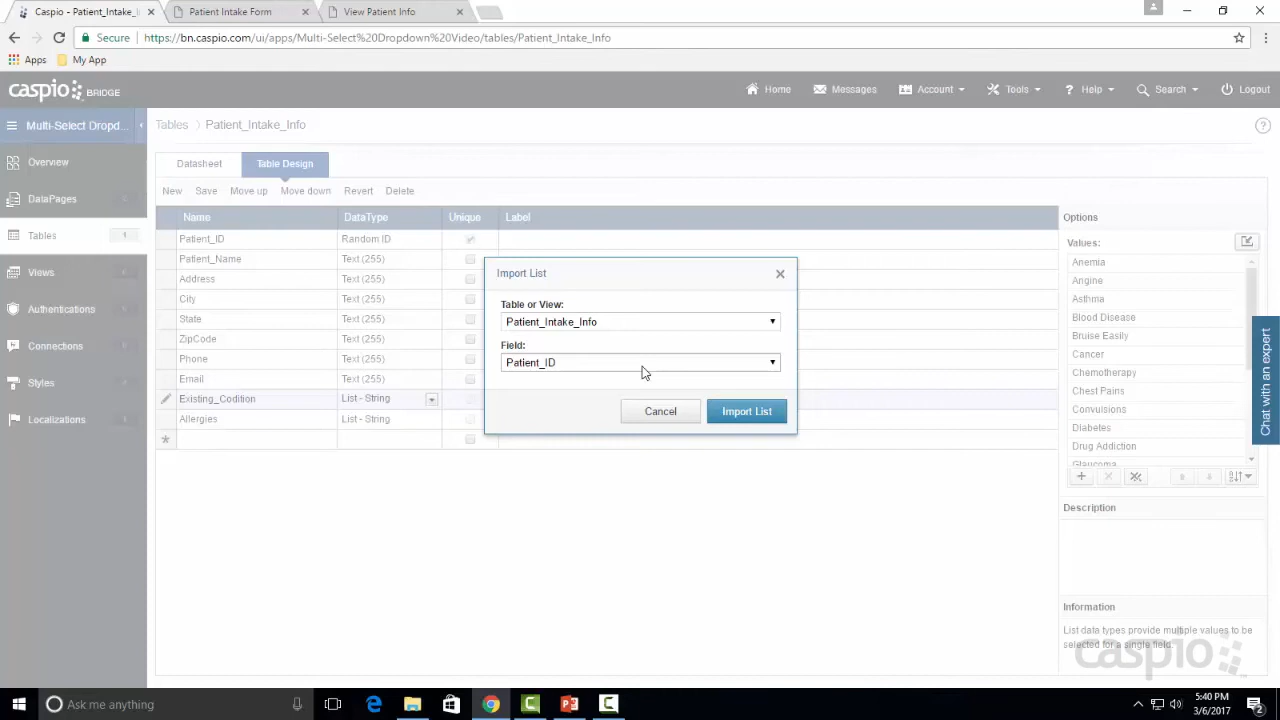 Caspio - Patient_Intake_I
Patient Intake Form
View Patient Info
Secure
https://bn.caspio.com/ui/apps/Multi-Select%20Dropdown%20Video/tables/Patient_Intake_Info
Apps
My App
caspio BRIDGE
Home
Messages
Account
Tools
? Help
Search
Logout
Multi-Select Dropd...
Tables
Patient_Intake_Info
?
Overview
DataPages
Tables
1
Views
Authentications
Connections
Styles
Localizations
Datasheet
Table Design
New Save Move up Move down Revert Delete
Name DataType Unique Label
Patient_ID Random ID
Patient_Name Text (255)
Address Text (255)
City Text (255)
State Text (255)
ZipCode Text (255)
Phone Text (255)
Email Text (255)
Existing_Codition List - String
Allergies List - String
Import List
Table or View:
Patient_Intake_Info
Field:
Patient_ID
Cancel
Import List
Options
Values:
Anemia
Angine
Asthma
Blood Disease
Bruise Easily
Cancer
Chemotherapy
Chest Pains
Convulsions
Diabetes
Drug Addiction
Glaucoma
Description
Information
List data types provide multiple values to be
selected for a single field.
caspio
Chat with an expert
Ask me anything
5:40 PM
3/6/2017
2